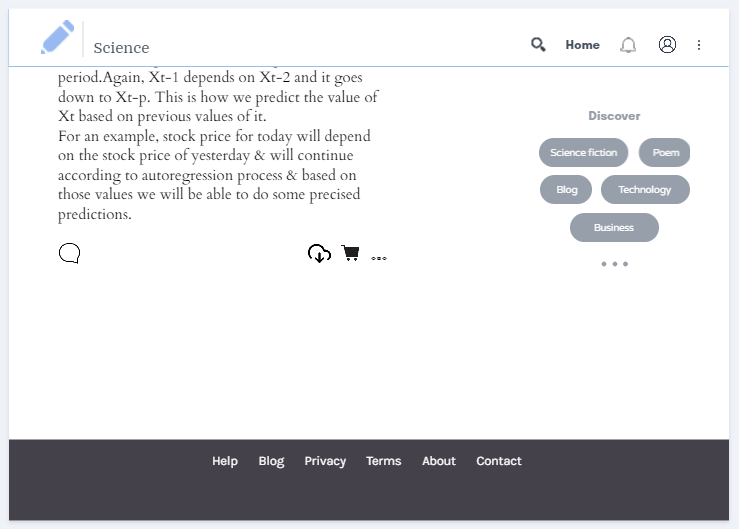 Science
Home
period.Again, Xt-1 depends on Xt-2 and it goes
down to Xt-p. This is how we predict the value of
Xt based on previous values of it.
For an example, stock price for today will depend
on the stock price of yesterday & will continue
according to autoregression process & based on
those values we will be able to do some precised
predictions.
Discover
Science fiction Poem
Blog Technology
Business
Help Blog Privacy Terms About Contact